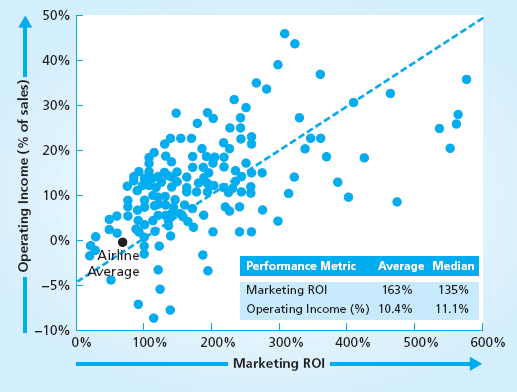 50%
40%
30%
20%
10%
0%
−5%
−10%
Operating Income (% of sales)
Airline
Average
Performance Metric Average Median
Marketing ROI 163% 135%
Operating Income (%) 10.4% 11.1%
0% 100% 200% 300% 400% 500% 600%
Marketing ROI